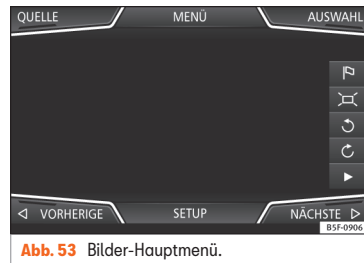 QUELLE MENÜ AUSWAHL
VORHERIGE SETUP NÄCHSTE
B5F-0906
Abb. 53 Bilder-Hauptmenü.